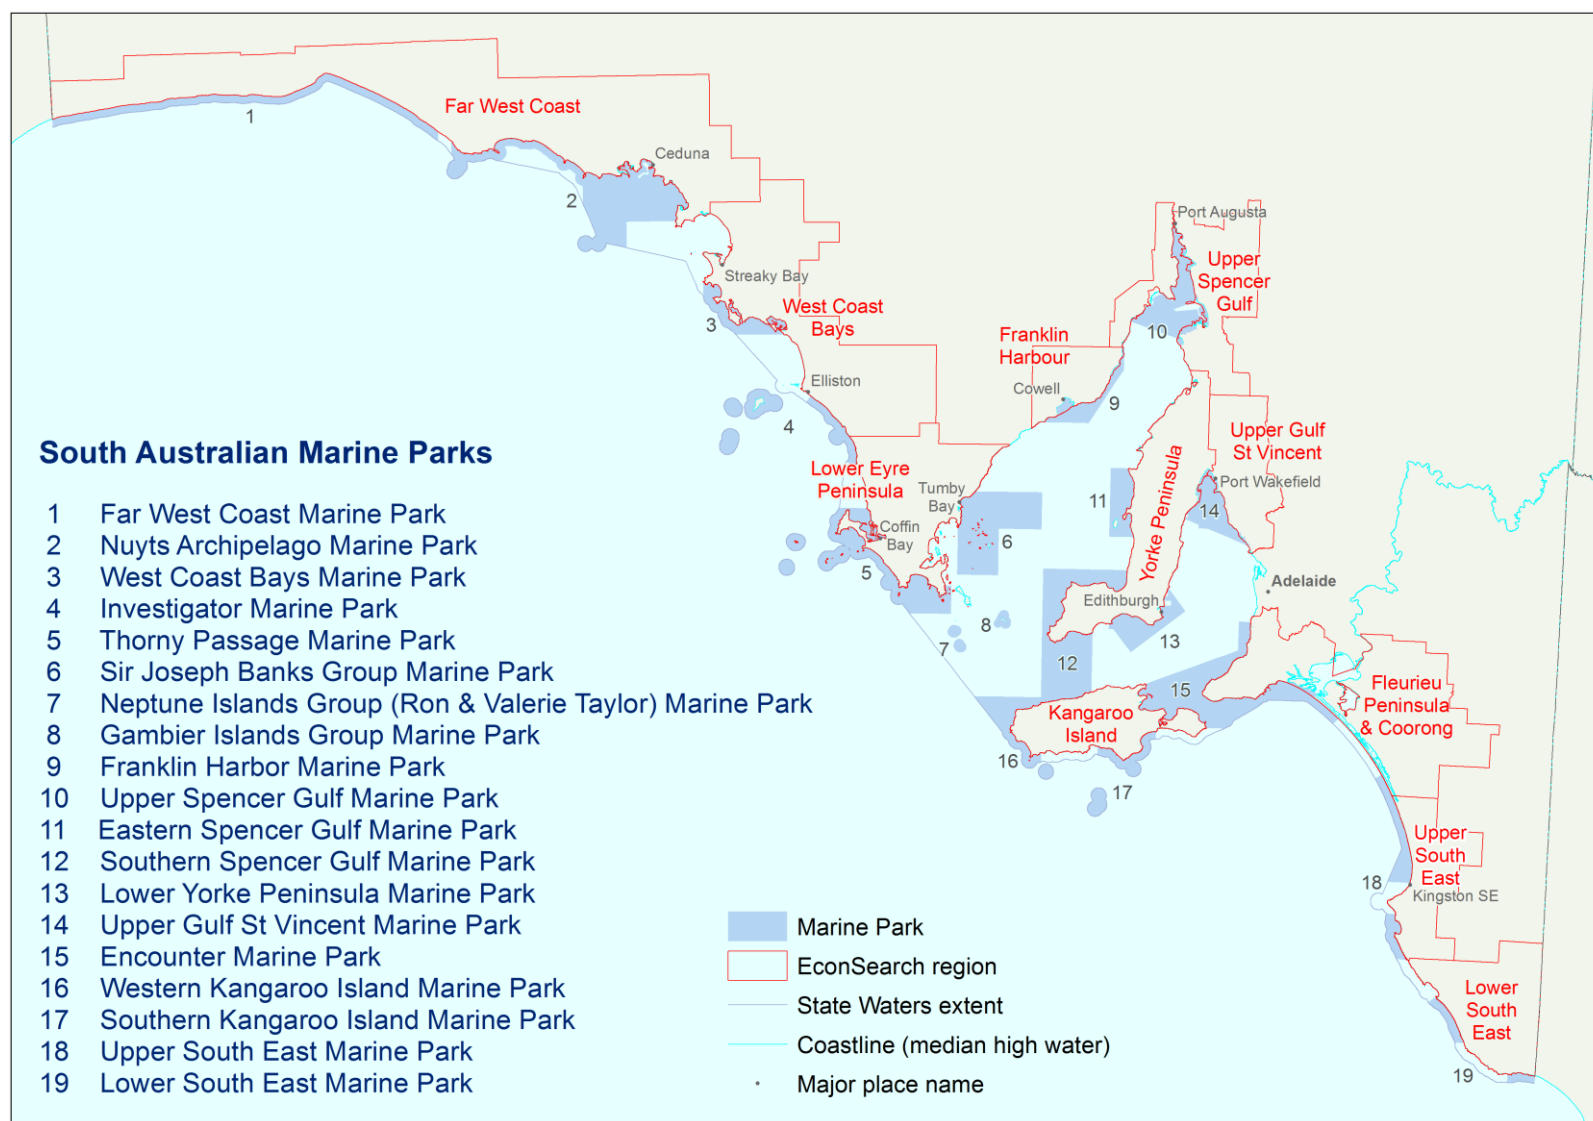 Far West Coast
1
Ceduna
2
Port Augusta
Upper
Spencer
Gulf
Streaky Bay
West Coast
Bays
3
10
Franklin
Harbour
Elliston
Cowell
9
4
South Australian Marine Parks
Upper Gulf
St Vincent
Lower Eyre
Peninsula
Tumby
Bay
11
Yorke Peninsula
Port Wakefield
14
Coffin
Bay
6
5
Adelaide
Edithburgh
8
7
13
12
15
Fleurieu
Peninsula
& Coorong
Kangaroo
Island
16
17
Upper
South
East
18
Kingston SE
Lower
South
East
19
1 Far West Coast Marine Park
2 Nuyts Archipelago Marine Park
3 West Coast Bays Marine Park
4 Investigator Marine Park
5 Thorny Passage Marine Park
6 Sir Joseph Banks Group Marine Park
7 Neptune Islands Group (Ron & Valerie Taylor) Marine Park
8 Gambier Islands Group Marine Park
9 Franklin Harbor Marine Park
10 Upper Spencer Gulf Marine Park
11 Eastern Spencer Gulf Marine Park
12 Southern Spencer Gulf Marine Park
13 Lower Yorke Peninsula Marine Park
14 Upper Gulf St Vincent Marine Park
15 Encounter Marine Park
16 Western Kangaroo Island Marine Park
17 Southern Kangaroo Island Marine Park
18 Upper South East Marine Park
19 Lower South East Marine Park
Marine Park
EconSearch region
State Waters extent
Coastline (median high water)
Major place name